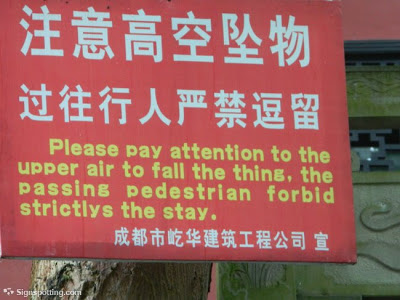 注意高空坠物
过往行人严禁逗留
Please pay attention to the
upper air to fall the thing, the
passing pedestrian forbid
strictlys the stay.
成都市屹华建筑工程公司 宣
Signspotting.com